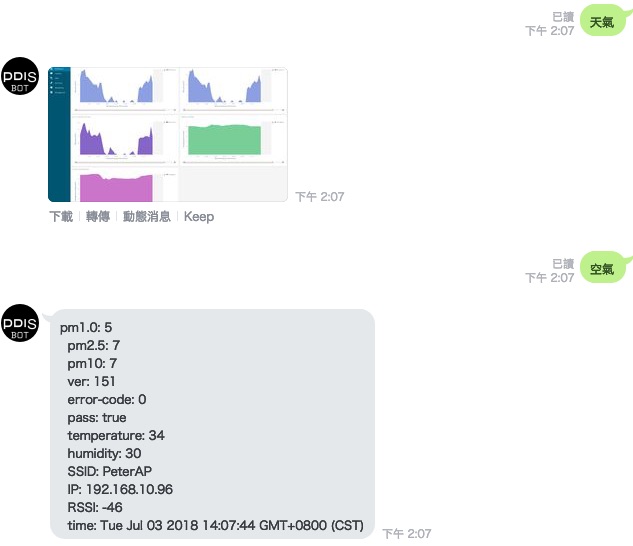 已讀
下午 2:07
天氣
PDIS
BOT
下午 2:07
下載 | 轉傳 | 動態消息 | Keep
已讀
下午 2:07
空氣
PDIS
BOT
pm1.0: 5
pm2.5: 7
pm10: 7
ver: 151
error-code: 0
pass: true
temperature: 34
humidity: 30
SSID: PeterAP
IP: 192.168.10.96
RSSI: -46
time: Tue Jul 03 2018 14:07:44 GMT+0800 (CST)
下午 2:07